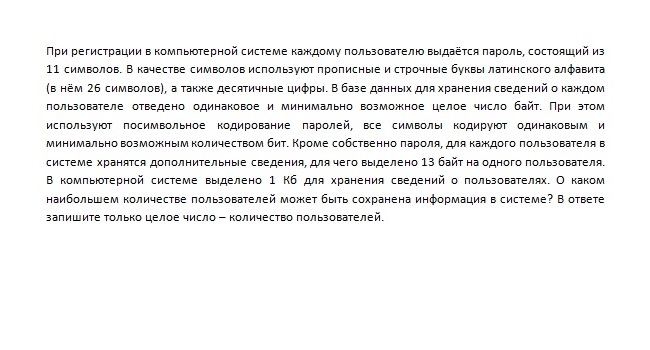 При регистрации в компьютерной системе каждому пользователю выдаётся пароль, состоящий из
11 символов. В качестве символов используют прописные и строчные буквы латинского алфавита
(в нём 26 символов), а также десятичные цифры. В базе данных для хранения сведений о каждом
пользователе отведено одинаковое и минимально возможное целое число байт. При этом
используют посимвольное кодирование паролей, все символы кодируют одинаковым и
минимально возможным количеством бит. Кроме собственно пароля, для каждого пользователя в
системе хранятся дополнительные сведения, для чего выделено 13 байт на одного пользователя.
В компьютерной системе выделено 1 Кб для хранения сведений о пользователях. О каком
наибольшем количестве пользователей может быть сохранена информация в системе? В ответе
запишите только целое число – количество пользователей.